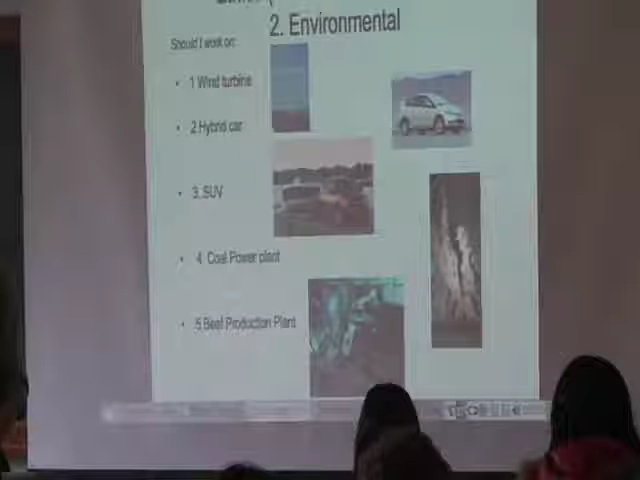 2. Environmental
Should I work on:
• 1 Wind turbine
• 2.Hybrid car
• 3. SUV
• 4 Coal Power plant
• 5 Beef Production Plant